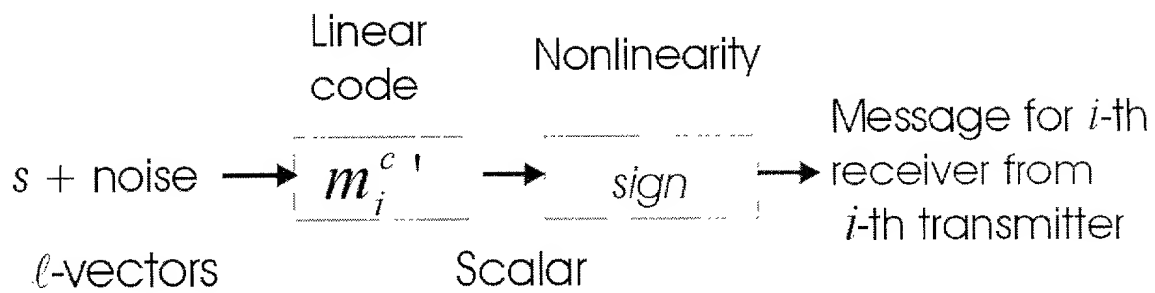 Linear
code
Nonlinearity
s + noise
m_i^c '
sign
Message for i-th
receiver from
i-th transmitter
ℓ-vectors
Scalar